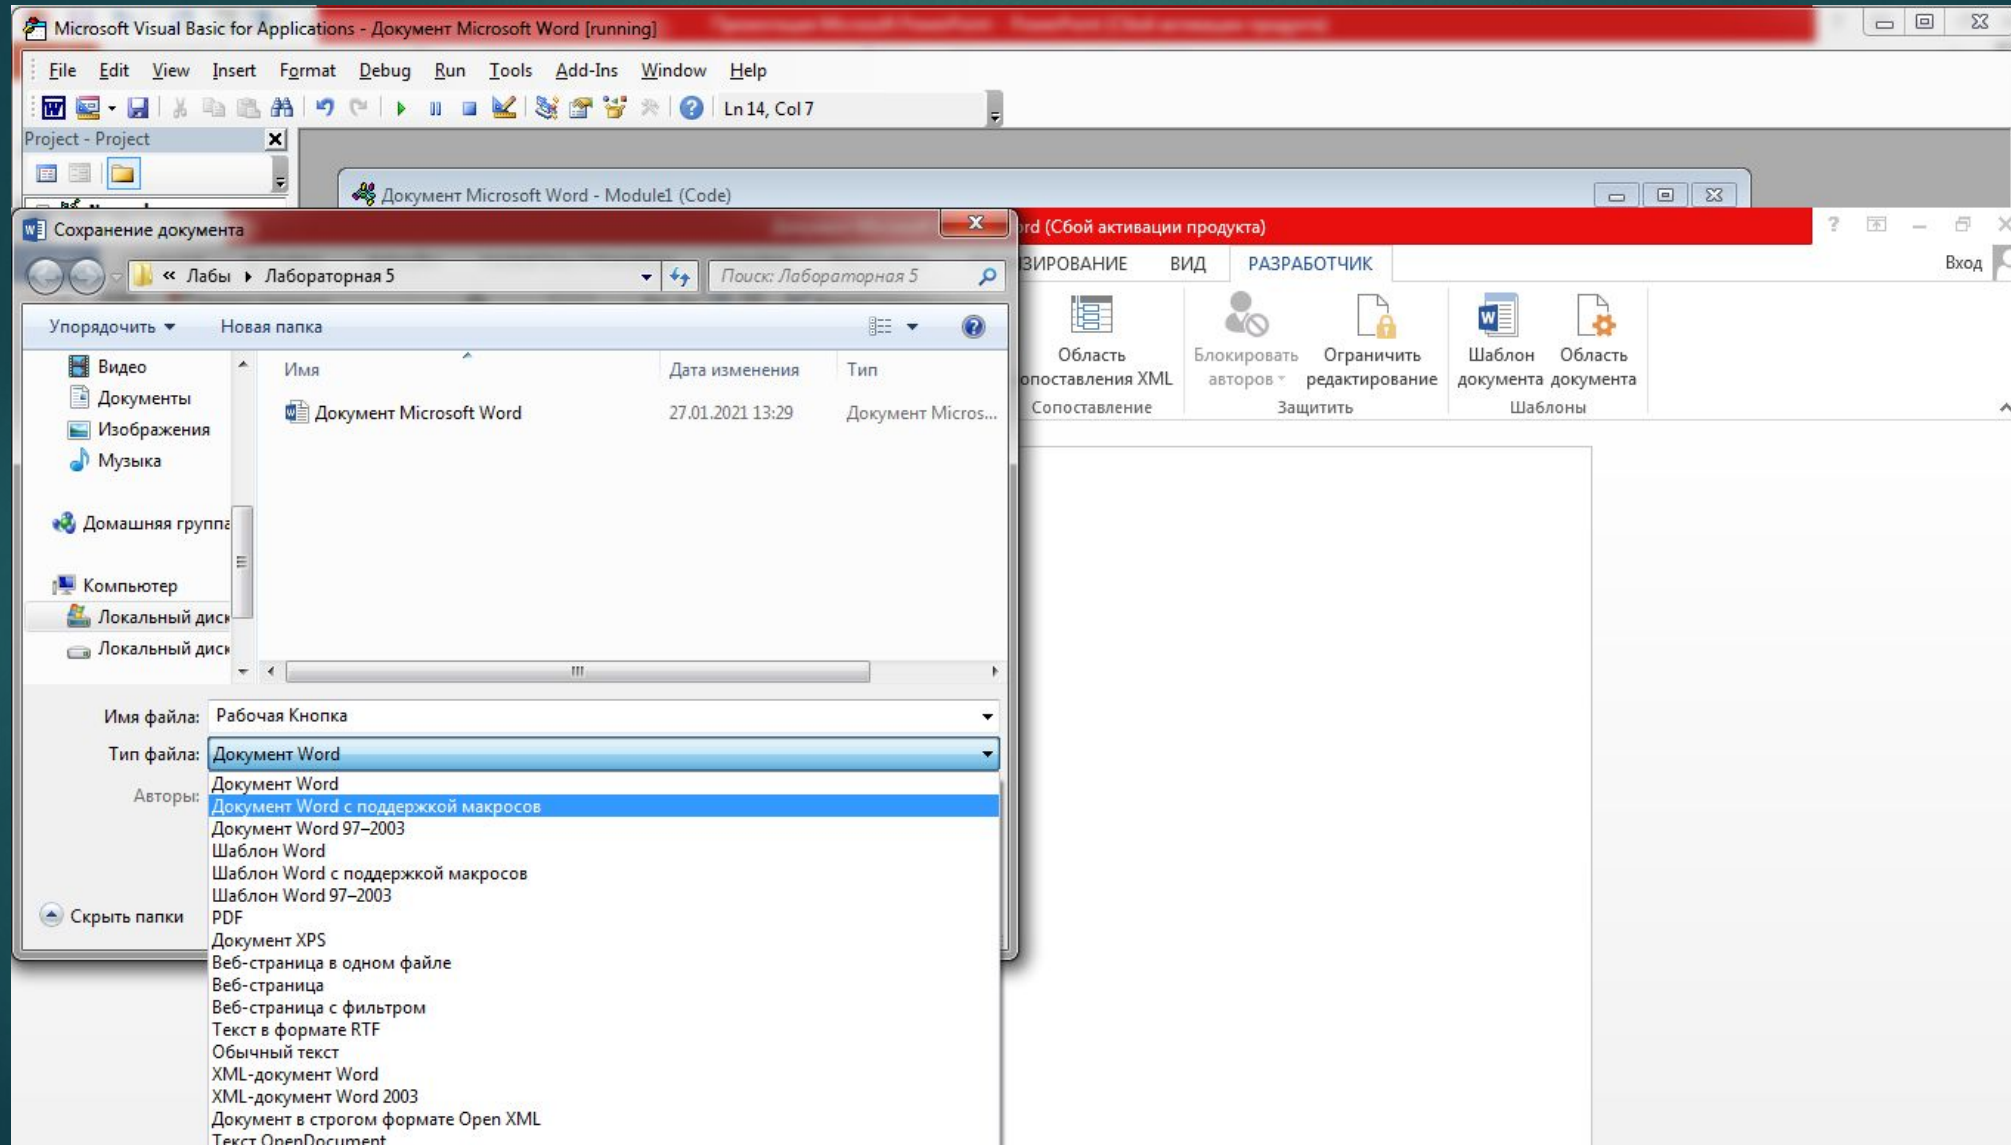 Microsoft Visual Basic for Applications - Документ Microsoft Word [running]
File Edit View Insert Format Debug Run Tools Add-Ins Window Help
Ln 14, Col 7
Project - Project
Документ Microsoft Word - Module1 (Code)
Сохранение документа
rd (Сбой активации продукта)
« Лабы Лабораторная 5
Поиск: Лабораторная 5
ЗИРОВАНИЕ ВИД РАЗРАБОТЧИК
Вход
Упорядочить Новая папка
Область
опоставления XML
Сопоставление
Блокировать
авторов
Ограничить
редактирование
Защитить
Шаблон
документа
Область
документа
Шаблоны
Видео
Документы
Изображения
Музыка
Домашняя группа
Компьютер
Локальный диск
Локальный диск
Имя Дата изменения Тип
Документ Microsoft Word 27.01.2021 13:29 Документ Micros...
Имя файла: Рабочая Кнопка
Тип файла: Документ Word
Авторы:
Документ Word
Документ Word с поддержкой макросов
Документ Word 97–2003
Шаблон Word
Шаблон Word с поддержкой макросов
Шаблон Word 97–2003
PDF
Документ XPS
Веб-страница в одном файле
Веб-страница
Веб-страница с фильтром
Текст в формате RTF
Обычный текст
XML-документ Word
XML-документ Word 2003
Документ в строгом формате Open XML
Текст OpenDocument
Скрыть папки